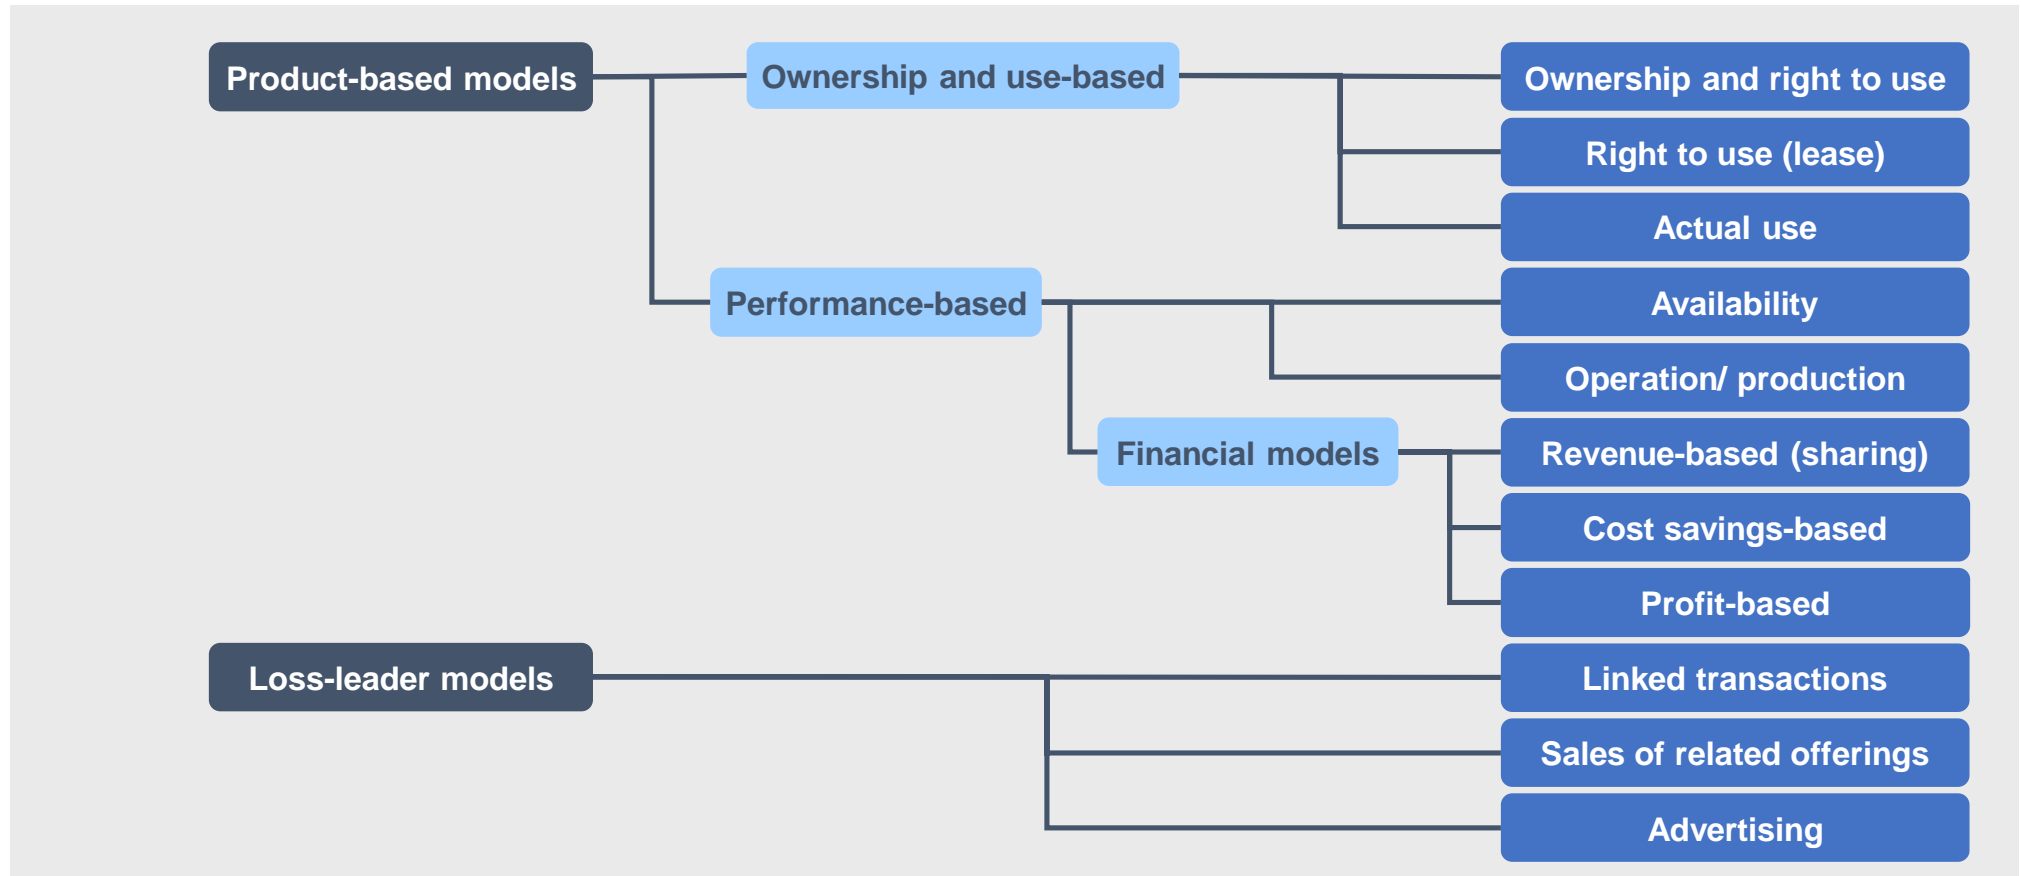 Product-based models
Ownership and use-based
Ownership and right to use
Right to use (lease)
Actual use
Performance-based
Availability
Operation/ production
Financial models
Revenue-based (sharing)
Cost savings-based
Profit-based
Loss-leader models
Linked transactions
Sales of related offerings
Advertising